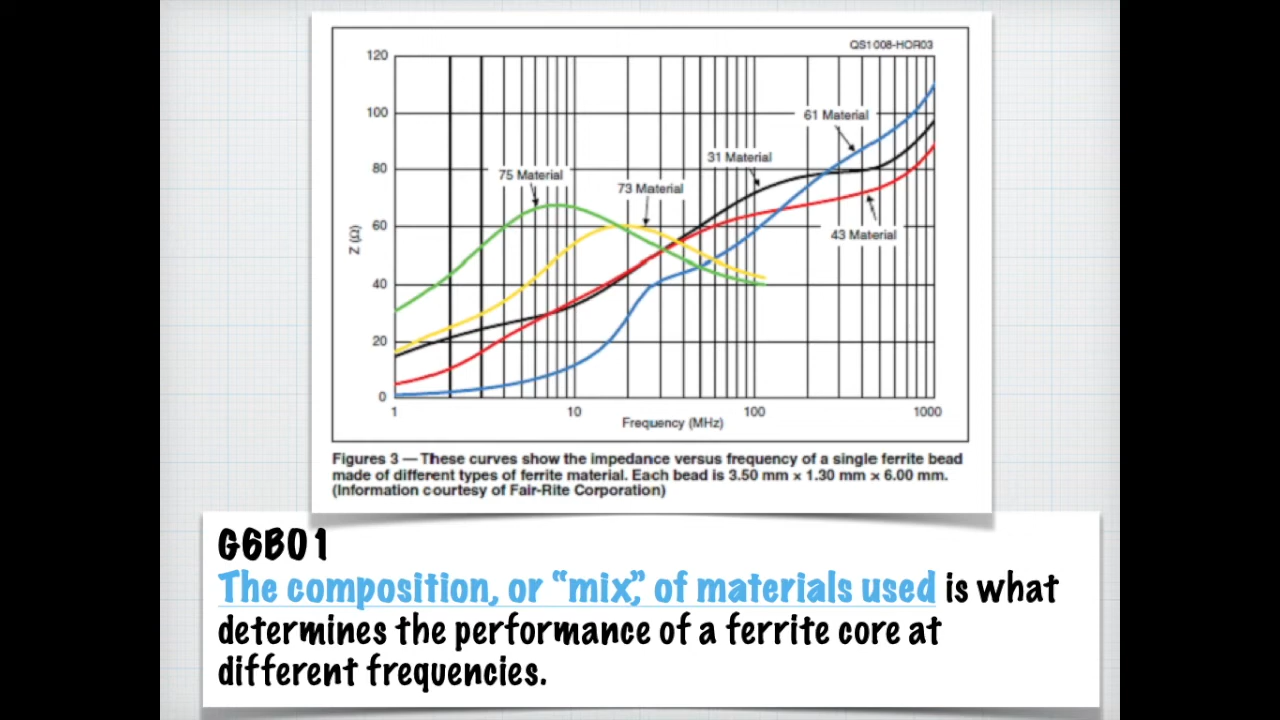 QS1008-HOR03
120
100
80
60
40
20
0
Z (Ω)
61 Material
31 Material
75 Material
73 Material
43 Material
1
10
100
1000
Frequency (MHz)
Figures 3 — These curves show the impedance versus frequency of a single ferrite bead
made of different types of ferrite material. Each bead is 3.50 mm × 1.30 mm × 6.00 mm.
(Information courtesy of Fair-Rite Corporation)
G6B01
The composition, or “mix,” of materials used is what
determines the performance of a ferrite core at
different frequencies.